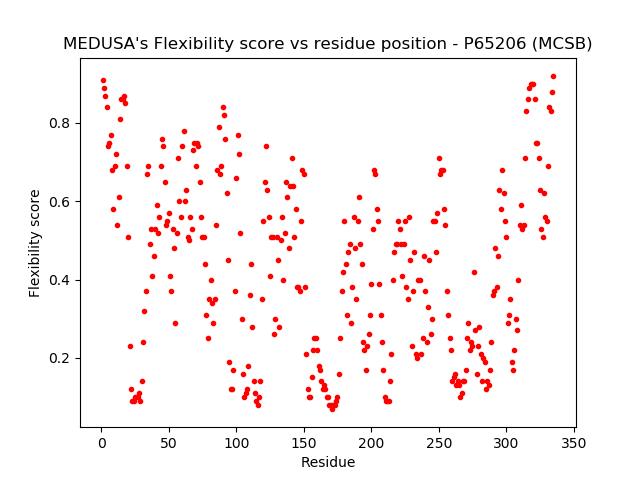 MEDUSA's Flexibility score vs residue position - P65206 (MCSB)
0.8
0.6
0.4
0.2
Flexibility score
0 50 100 150 200 250 300 350
Residue